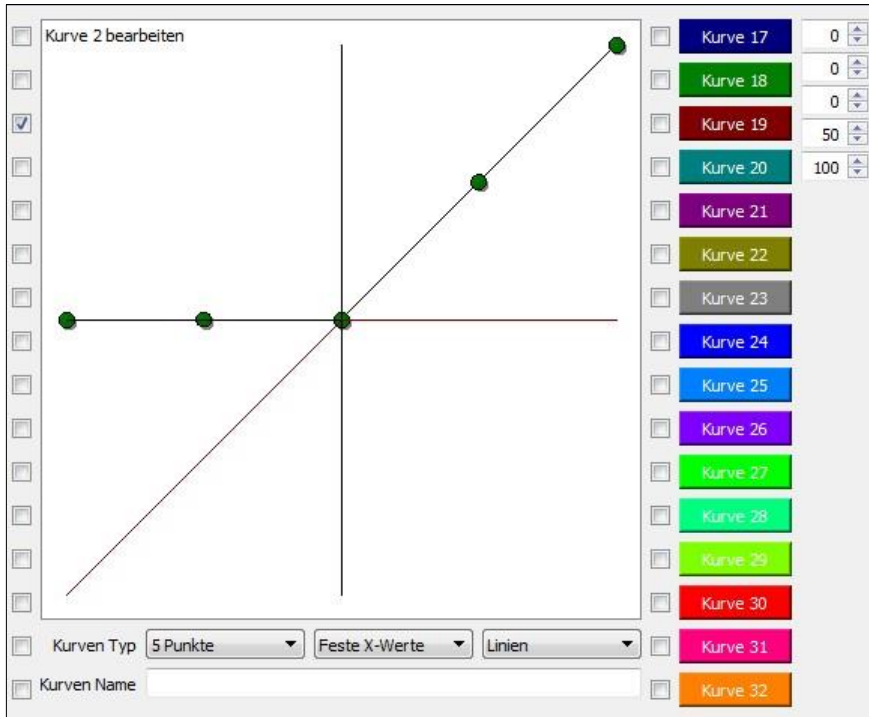 Kurve 2 bearbeiten
Kurve 17
0
Kurve 18
0
Kurve 19
0
Kurve 20
50
100
Kurve 21
Kurve 22
Kurve 23
Kurve 24
Kurve 25
Kurve 26
Kurve 27
Kurve 28
Kurve 29
Kurve 30
Kurve 31
Kurve 32
Kurven Typ 5 Punkte Feste X-Werte Linien
Kurven Name